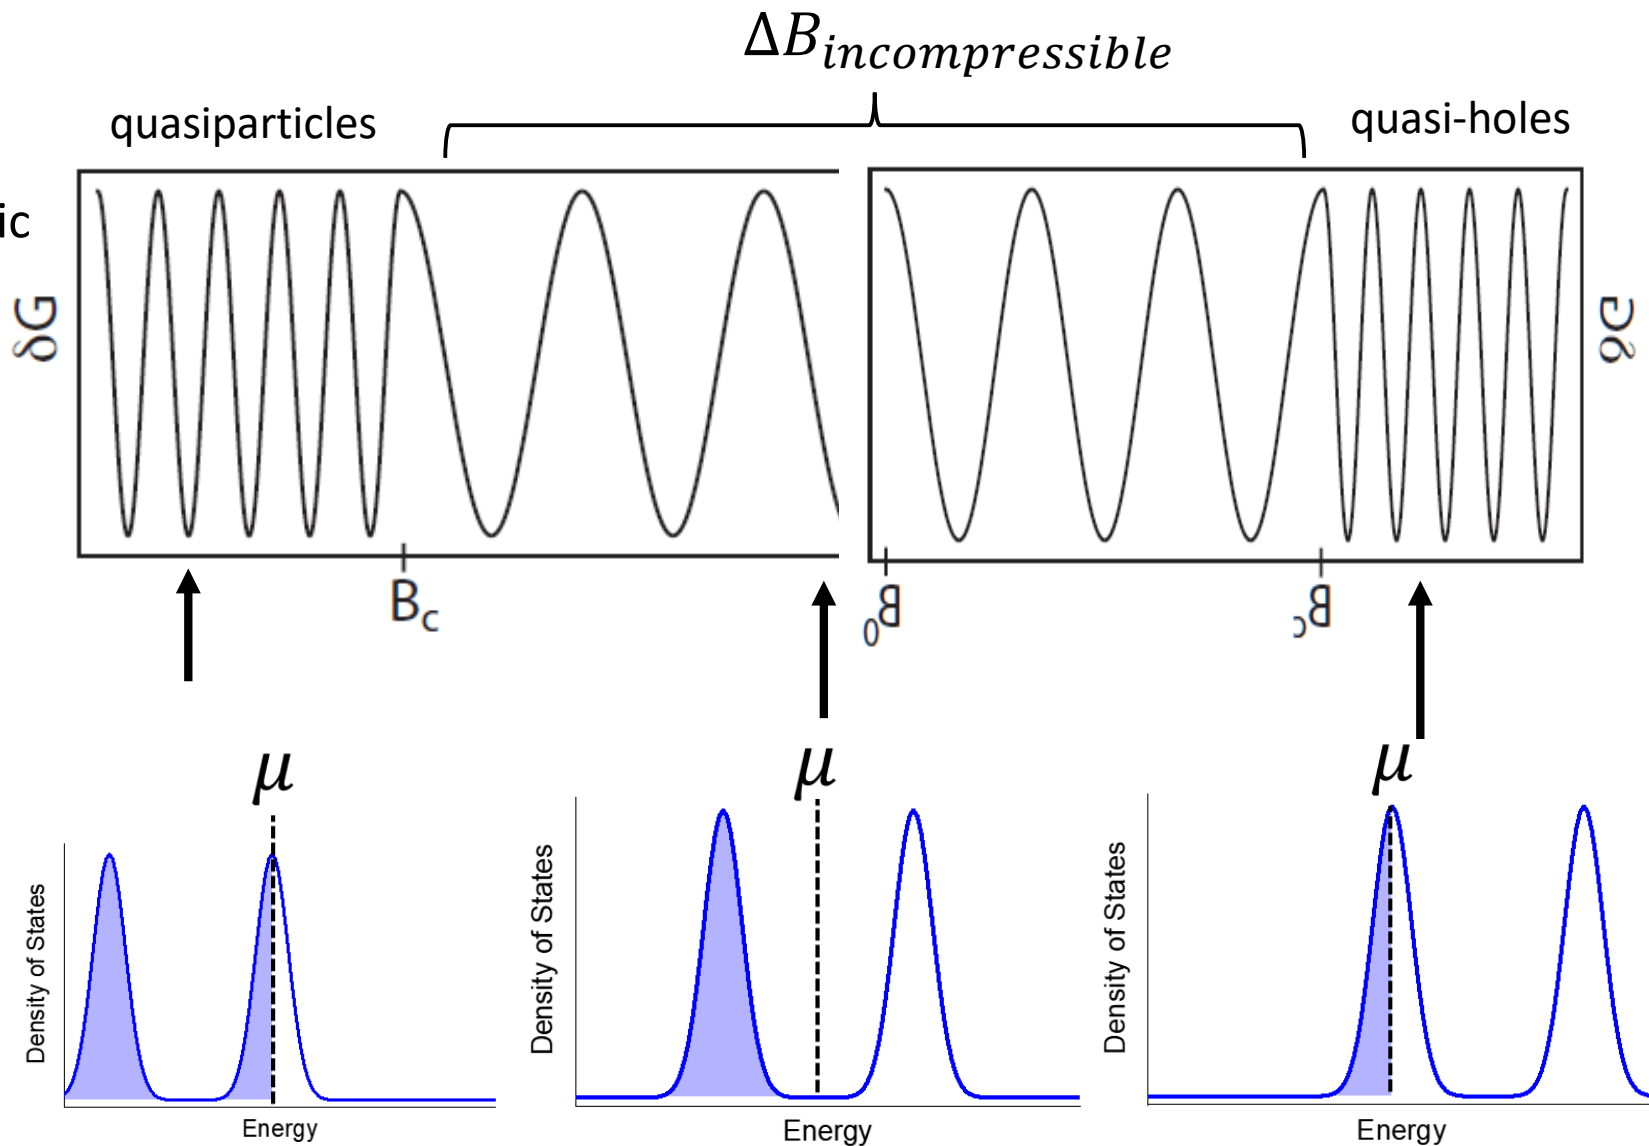 ΔB_incompressible
quasiparticles
quasi-holes
ic
δG
δG
B_c
B_0
B_c
μ
μ
μ
Density of States
Energy
Density of States
Energy
Density of States
Energy